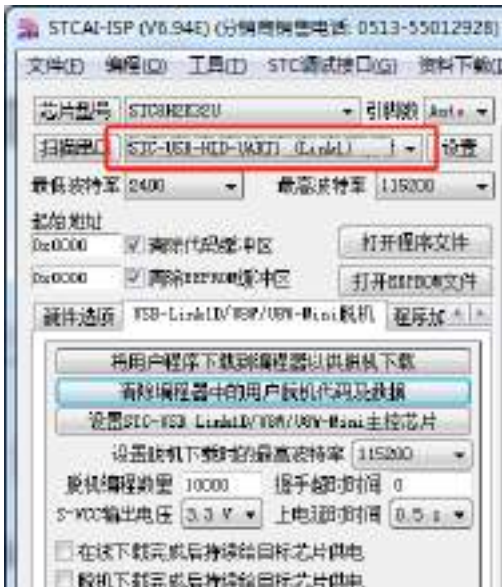 STCAI-ISP (V6.94E) (分销商销售电话: 0513-55012928)
文件(F) 编程(O) 工具(T) STC调试接口(G) 资料下载(
芯片型号 STC8H2K32U 引脚数 Auto
扫描串口 STC-USB-HID-UART1 (Link1) 设置
最低波特率 2400 最高波特率 115200
起始地址
0x0000 清除代码缓冲区 打开程序文件
0x0000 清除EEPROM缓冲区 打开EEPROM文件
硬件选项 USB-Link1D/U8W/U8W-Mini脱机 程序加
将用户程序下载到编程器以供脱机下载
清除编程器中的用户脱机代码及数据
设置STC-USB Link1D/U8W/U8W-Mini主控芯片
设置脱机下载时的最高波特率 115200
脱机编程数量 10000 握手超时时间 0
S-VCC输出电压 3.3 V 上电延时时间 0.5 s
在线下载完成后持续给目标芯片供电
脱机下载完成后持续给目标芯片供电